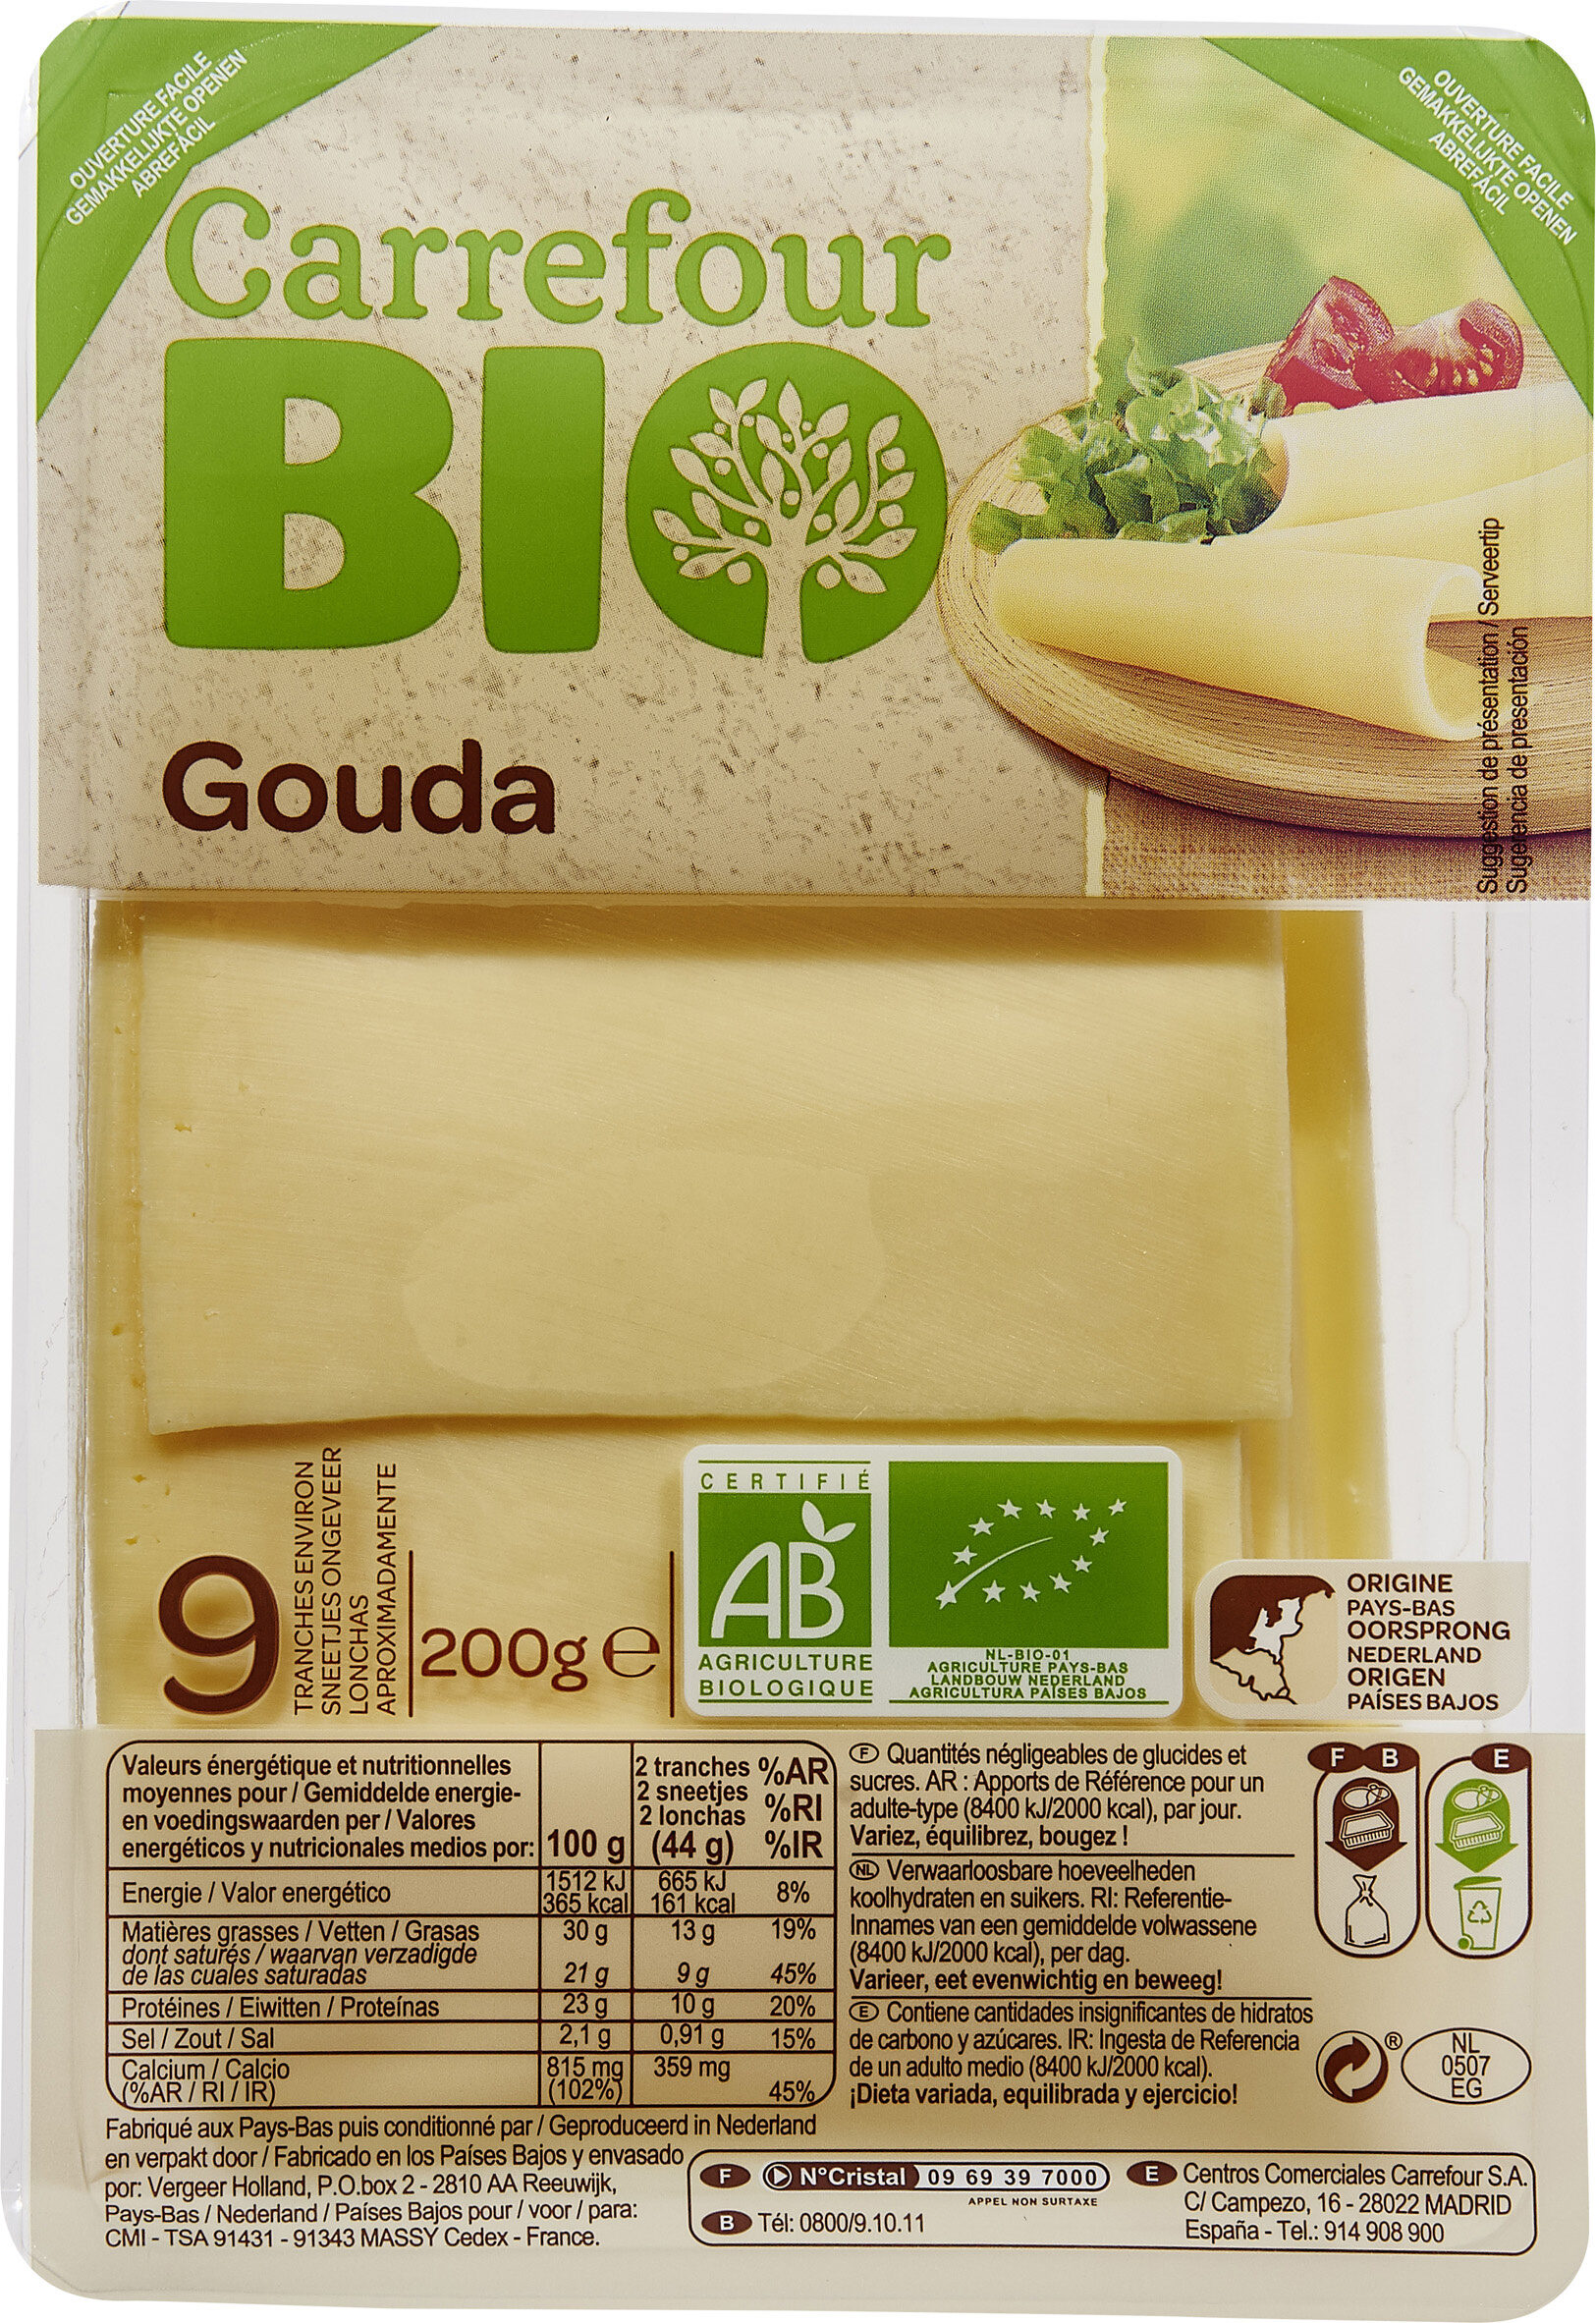 OUVERTURE FACILE
GEMAKKELIJKTE OPENEN
ABREFÁCIL
OUVERTURE FACILE
GEMAKKELIJKTE OPENEN
ABREFÁCIL
Carrefour
BIO
Gouda
Suggestion de présentation / Serveertip
Sugerencia de presentación
9
TRANCHES ENVIRON
SNEETJES ONGEVEER
LONCHAS
APROXIMADAMENTE
200g e
CERTIFIÉ
AB
AGRICULTURE
BIOLOGIQUE
NL-BIO-01
AGRICULTURE PAYS-BAS
LANDBOUW NEDERLAND
AGRICULTURA PAÍSES BAJOS
ORIGINE
PAYS-BAS
OORSPRONG
NEDERLAND
ORIGEN
PAÍSES BAJOS
Valeurs énergétique et nutritionnelles
moyennes pour / Gemiddelde energie-
en voedingswaarden per / Valores
energéticos y nutricionales medios por:
100 g
2 tranches %AR
2 sneetjes
2 lonchas %RI
(44 g) %IR
Energie / Valor energético
1512 kJ 665 kJ
365 kcal 161 kcal 8%
Matières grasses / Vetten / Grasas 30 g 13 g 19%
dont saturés / waarvan verzadigde
de las cuales saturadas 21 g 9 g 45%
Protéines / Eiwitten / Proteínas 23 g 10 g 20%
Sel / Zout / Sal 2,1 g 0,91 g 15%
Calcium / Calcio 815 mg 359 mg
(%AR / RI / IR) (102%) 45%
F Quantités négligeables de glucides et
sucres. AR : Apports de Référence pour un
adulte-type (8400 kJ/2000 kcal), par jour.
Variez, équilibrez, bougez !
NL Verwaarloosbare hoeveelheden
koolhydraten en suikers. RI: Referentie-
Innames van een gemiddelde volwassene
(8400 kJ/2000 kcal), per dag.
Varieer, eet evenwichtig en beweeg!
E Contiene cantidades insignificantes de hidratos
de carbono y azúcares. IR: Ingesta de Referencia
de un adulto medio (8400 kJ/2000 kcal).
¡Dieta variada, equilibrada y ejercicio!
F B
E
®
NL
0507
EG
Fabriqué aux Pays-Bas puis conditionné par / Geproduceerd in Nederland
en verpakt door / Fabricado en los Países Bajos y envasado
por: Vergeer Holland, P.O.box 2 - 2810 AA Reeuwijk,
Pays-Bas / Nederland / Países Bajos pour / voor / para:
CMI - TSA 91431 - 91343 MASSY Cedex - France.
F N°Cristal 09 69 39 7000
APPEL NON SURTAXE
B Tél: 0800/9.10.11
E Centros Comerciales Carrefour S.A.
C/ Campezo, 16 - 28022 MADRID
España - Tel.: 914 908 900